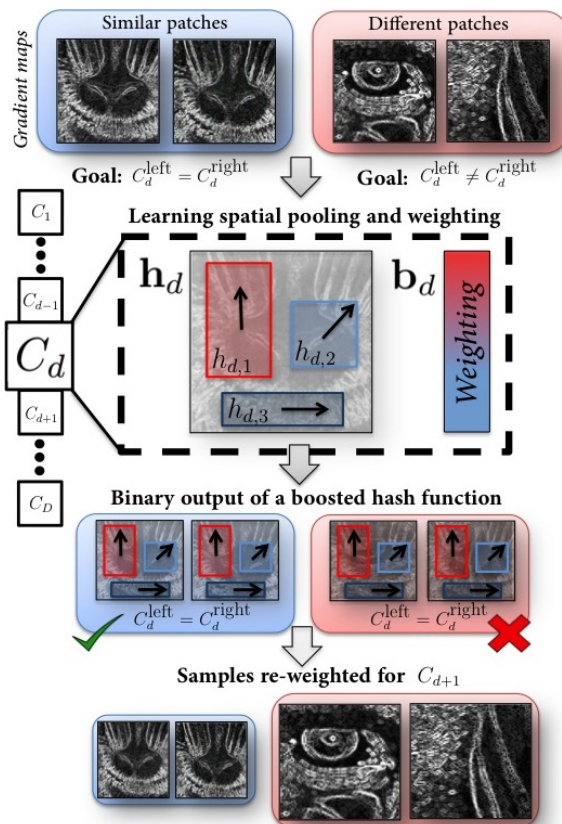 Similar patches
Different patches
Gradient maps
Goal: C_d^left = C_d^right
Goal: C_d^left ≠ C_d^right
Learning spatial pooling and weighting
C_1
C_{d-1}
C_d
C_{d+1}
C_D
h_d
h_{d,1}
h_{d,2}
h_{d,3}
b_d
Weighting
Binary output of a boosted hash function
C_d^left = C_d^right
C_d^left = C_d^right
Samples re-weighted for C_{d+1}